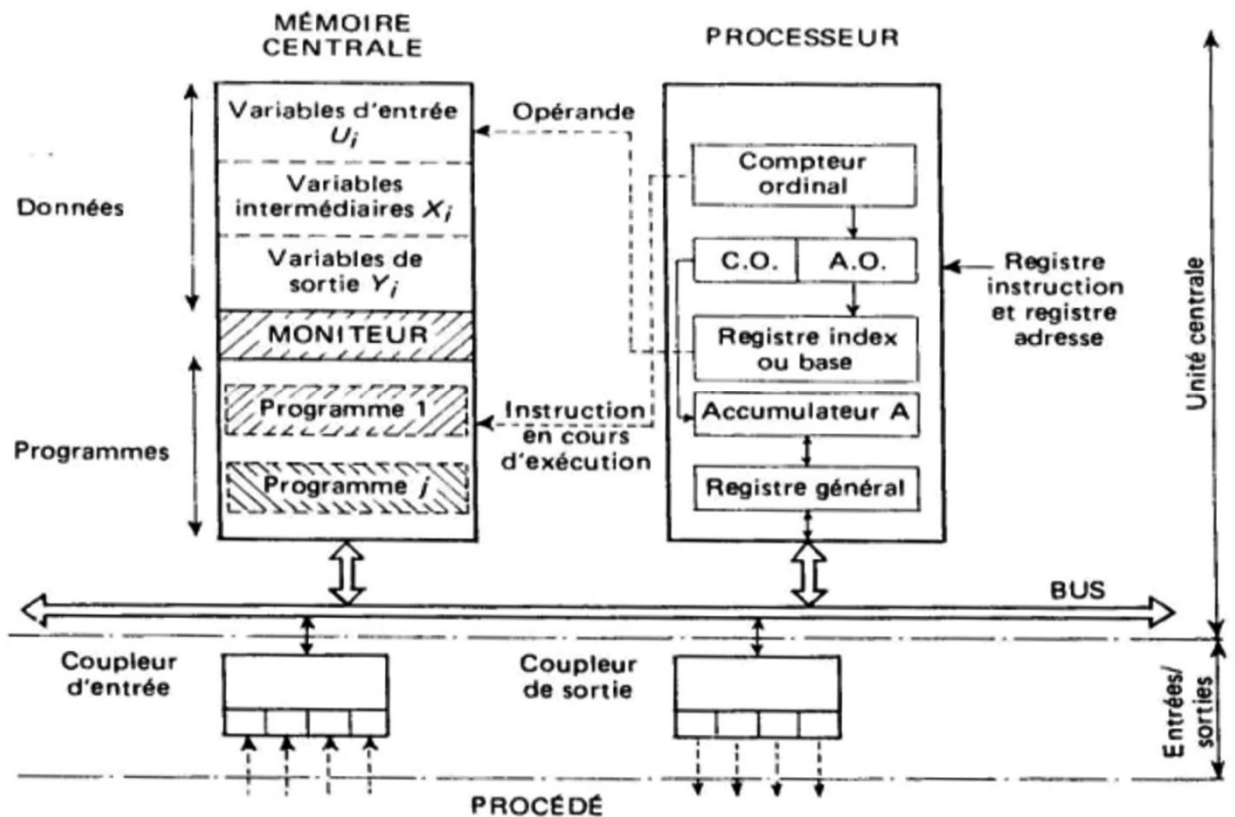 MÉMOIRE
CENTRALE
PROCESSEUR
Variables d'entrée
Ui
Opérande
Compteur
ordinal
Variables
intermédiaires Xi
Données
C.O.
A.O.
Variables de
sortie Yi
Registre
instruction
et registre
adresse
MONITEUR
Registre index
ou base
Unité centrale
Programme 1
Instruction
en cours
d'exécution
Accumulateur A
Programmes
Programme j
Registre général
BUS
Coupleur
d'entrée
Coupleur
de sortie
Entrées/
sorties
PROCÉDÉ